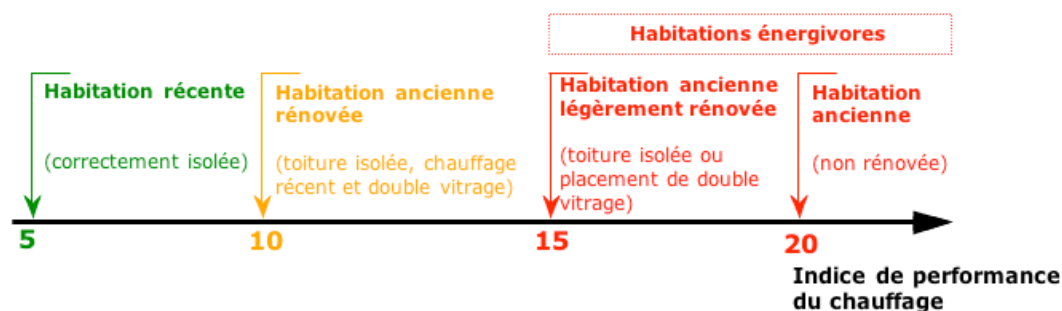 Habitations énergivores
Habitation récente
(correctement isolée)
Habitation ancienne
rénovée
(toiture isolée, chauffage
récent et double vitrage)
Habitation ancienne
légèrement rénovée
(toiture isolée ou
placement de double
vitrage)
Habitation
ancienne
(non rénovée)
5
10
15
20
Indice de performance
du chauffage